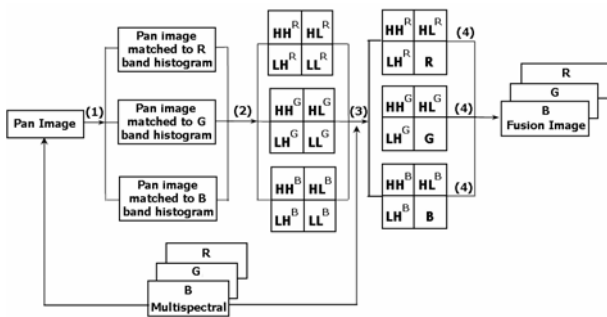 Pan Image
(1)
Pan image
matched to R
band histogram
Pan image
matched to G
band histogram
Pan image
matched to B
band histogram
(2)
HH^R HL^R
LH^R LL^R
HH^G HL^G
LH^G LL^G
HH^B HL^B
LH^B LL^B
(3)
HH^R HL^R
LH^R R
HH^G HL^G
LH^G G
HH^B HL^B
LH^B B
(4)
(4)
(4)
R
G
B
Fusion Image
R
G
B
Multispectral